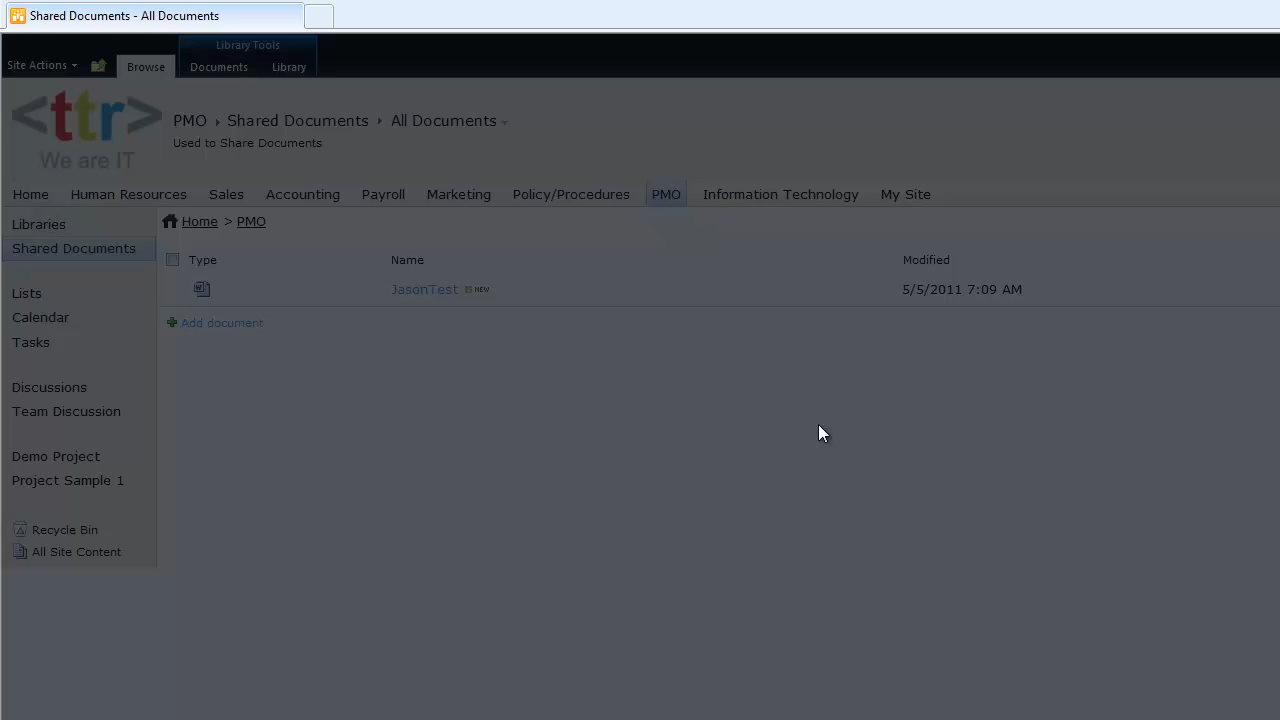 Shared Documents - All Documents
Library Tools
Site Actions
Browse
Documents
Library
<ttr>
We are IT
PMO ▸ Shared Documents ▸ All Documents
Used to Share Documents
Home Human Resources Sales Accounting Payroll Marketing Policy/Procedures PMO Information Technology My Site
Libraries
Shared Documents
Lists
Calendar
Tasks
Discussions
Team Discussion
Demo Project
Project Sample 1
Recycle Bin
All Site Content
Home > PMO
Type Name Modified
JasonTest NEW 5/5/2011 7:09 AM
Add document